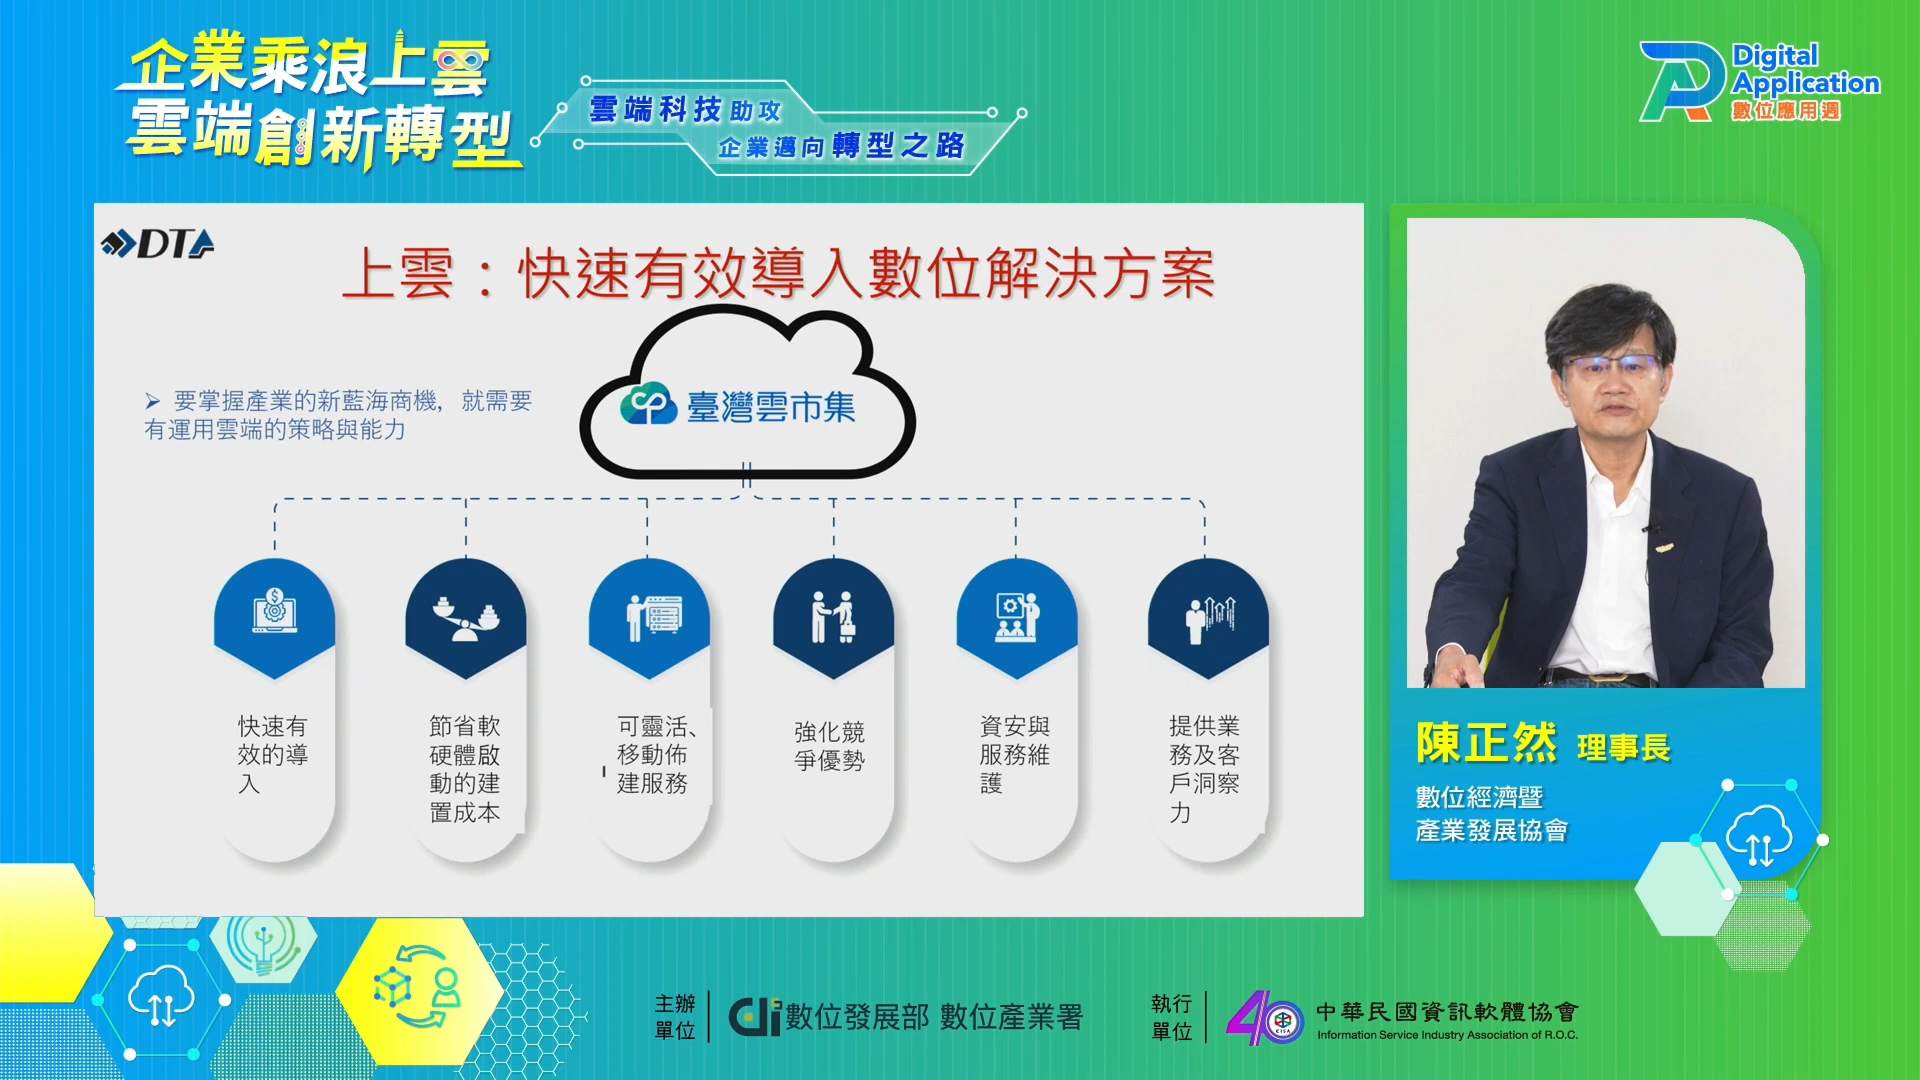 企業乘浪上雲
雲端創新轉型
雲端科技助攻
企業邁向轉型之路
Digital
Application
數位應用週
DTA
上雲：快速有效導入數位解決方案
臺灣雲市集
➢ 要掌握產業的新藍海商機, 就需要
有運用雲端的策略與能力
快速有
效的導
入
節省軟
硬體啟
動的建
置成本
可靈活、
移動佈
建服務
強化競
爭優勢
資安與
服務維
護
提供業
務及客
戶洞察
力
陳正然 理事長
數位經濟暨
產業發展協會
主辦
單位
數位發展部 數位產業署
執行
單位
40
CISA
中華民國資訊軟體協會
Information Service Industry Association of R.O.C.